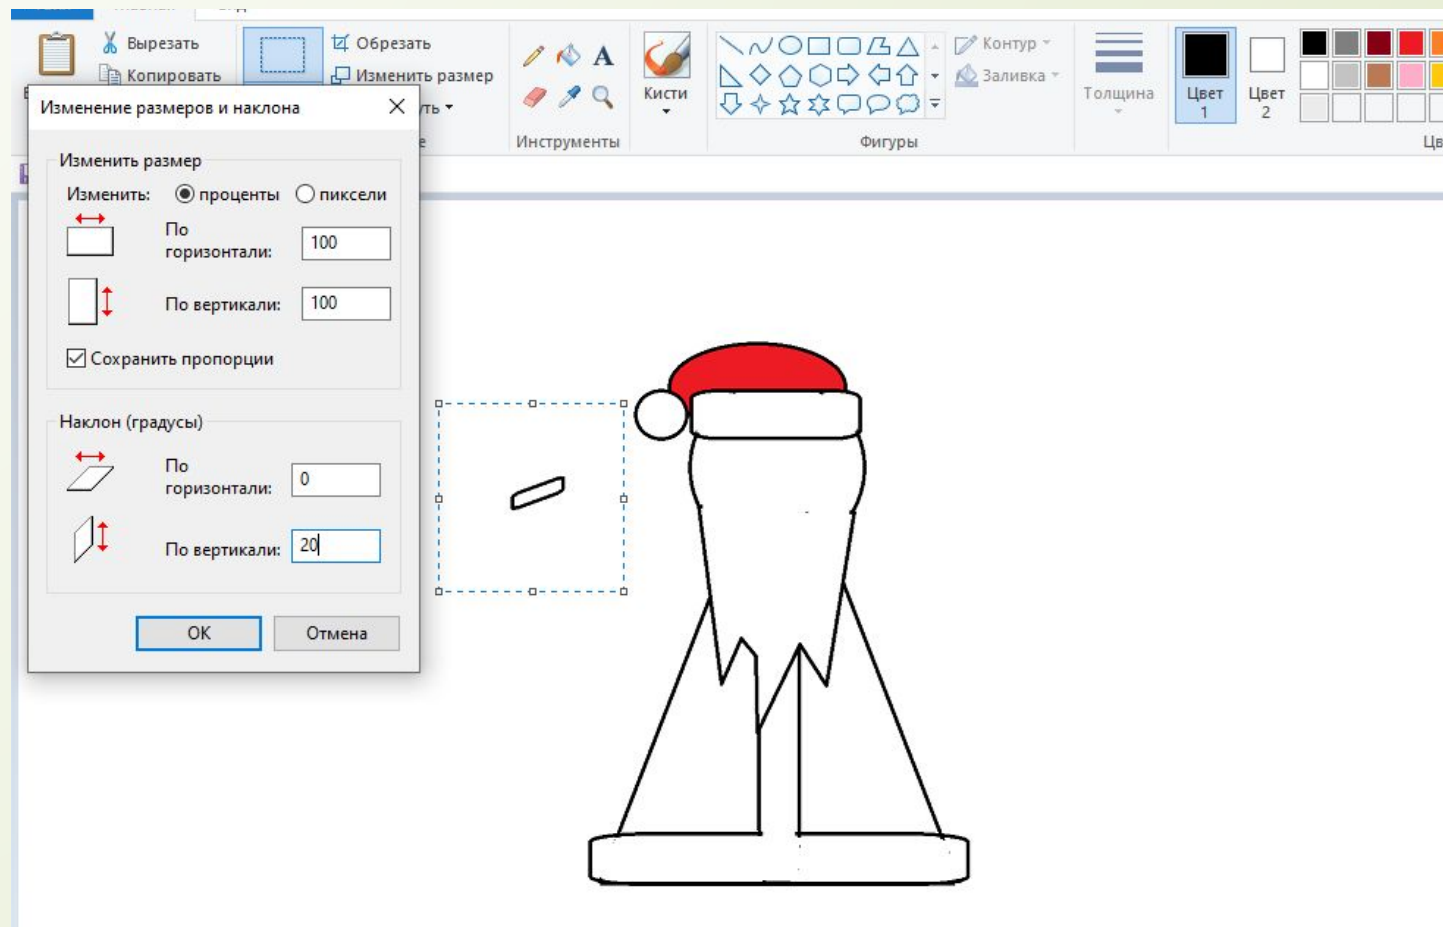 Вырезать
Копировать
Обрезать
Изменить размер
A
Кисти
Инструменты
Фигуры
Контур
Заливка
Толщина
Цвет
1
Цвет
2
Изменение размеров и наклона
Изменить размер
Изменить: проценты пиксели
По
горизонтали: 100
По вертикали: 100
Сохранить пропорции
Наклон (градусы)
По
горизонтали: 0
По вертикали: 20
ОК Отмена